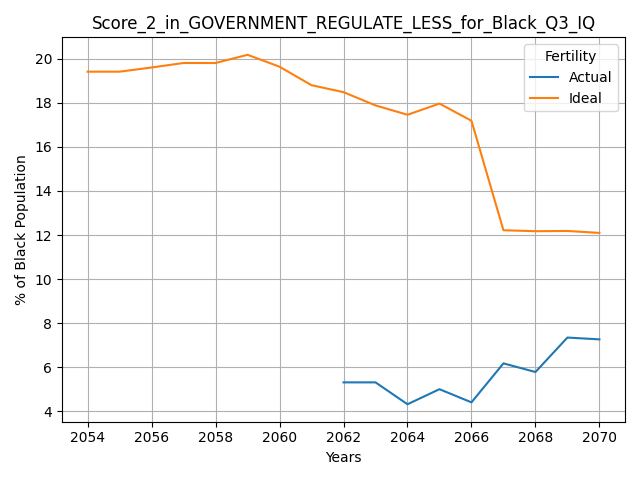 Score_2_in_GOVERNMENT_REGULATE_LESS_for_Black_Q3_IQ
Fertility
Actual
Ideal
% of Black Population
20
18
16
14
12
10
8
6
4
2054 2056 2058 2060 2062 2064 2066 2068 2070
Years